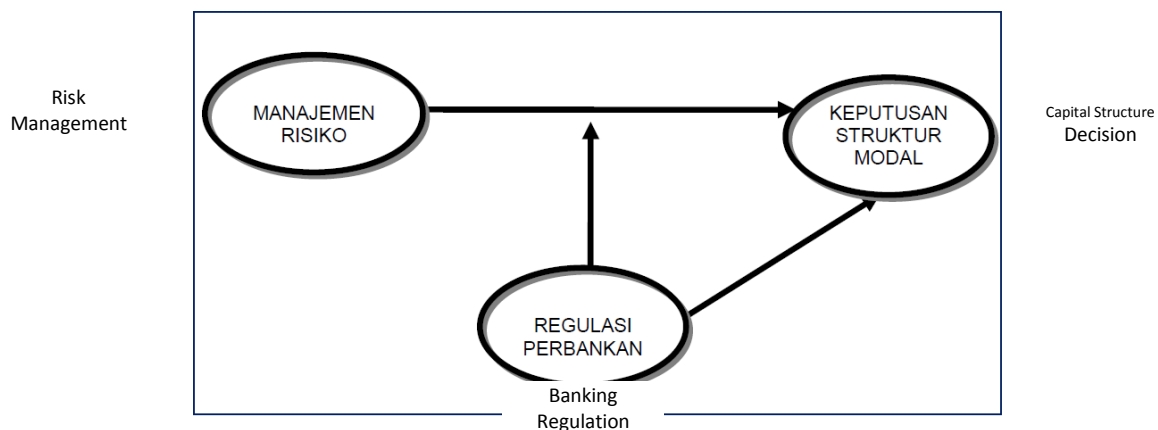 Risk
Management
MANAJEMEN
RISIKO
KEPUTUSAN
STRUKTUR
MODAL
Capital Structure
Decision
REGULASI
PERBANKAN
Banking
Regulation